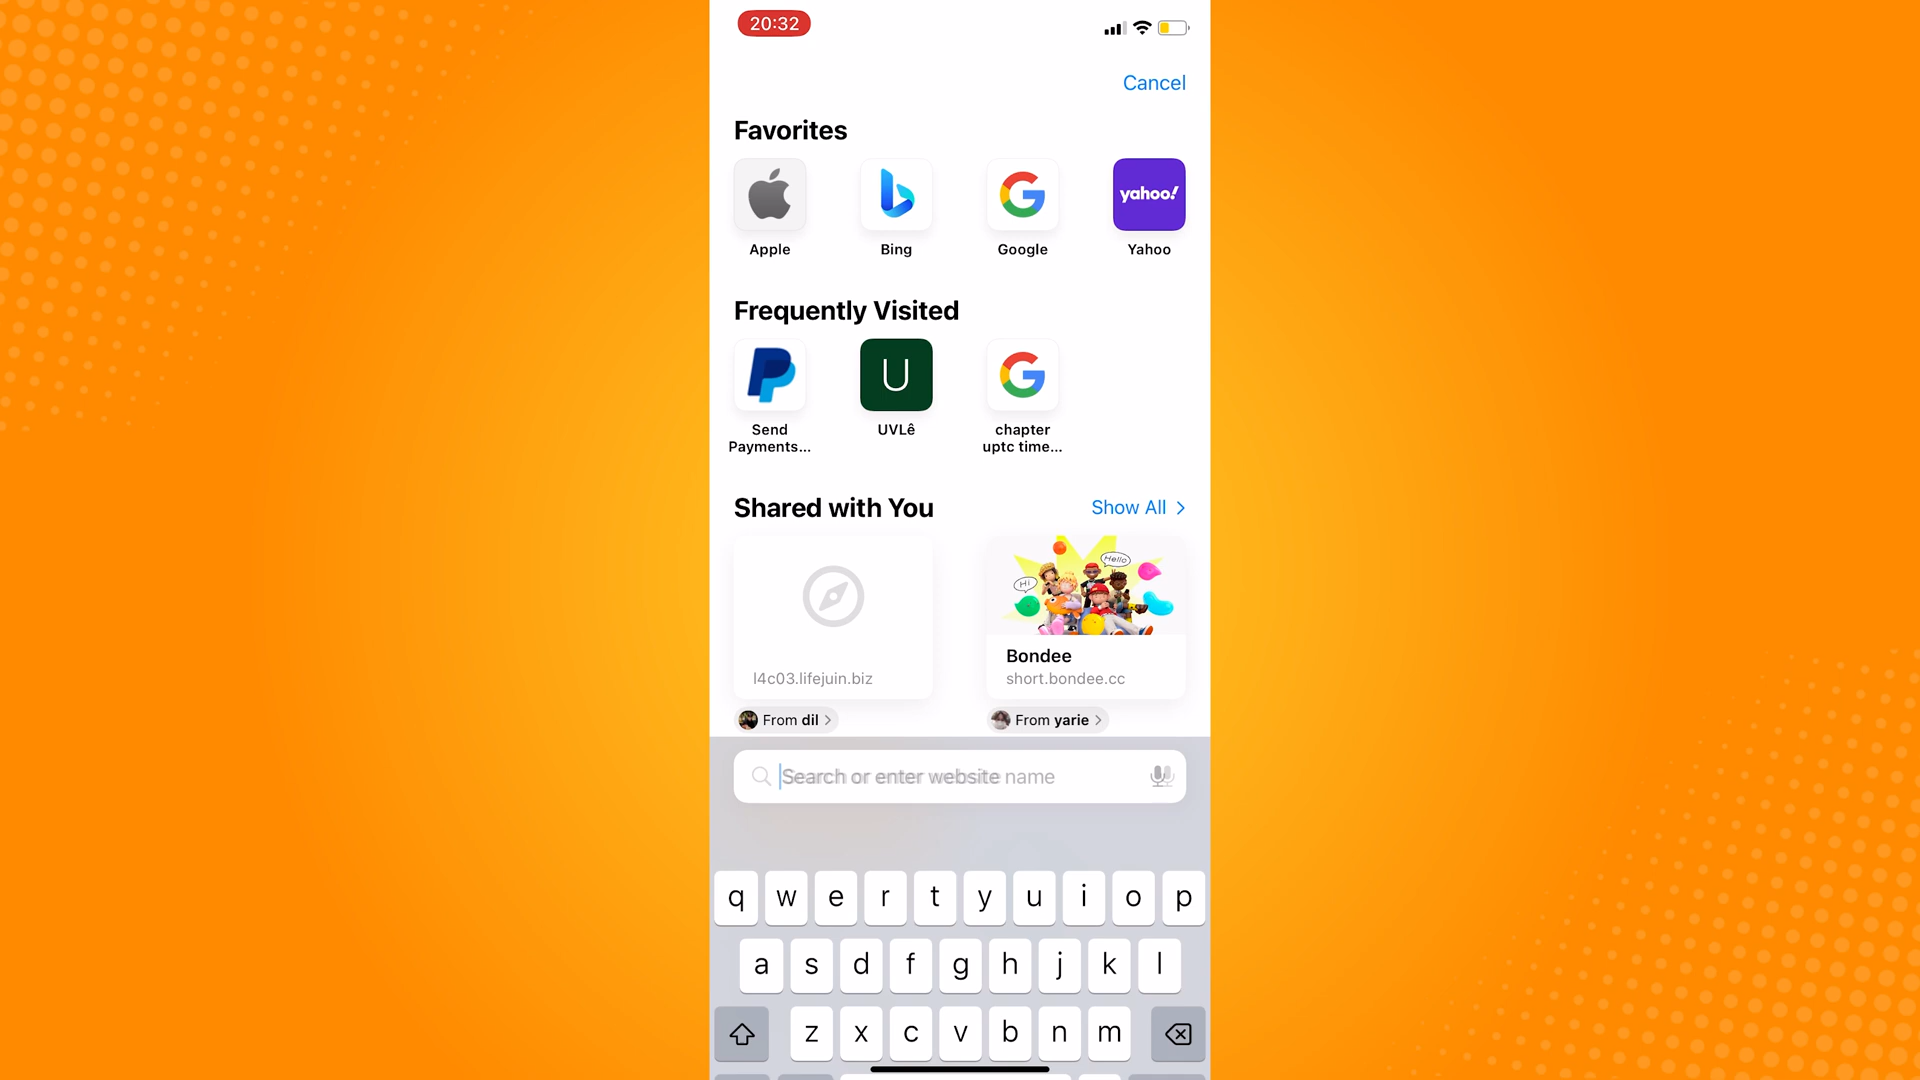 20:32
Cancel
Favorites
yahoo!
Apple
Bing
Google
Yahoo
Frequently Visited
U
Send Payments...
UVLê
chapter uptc time...
Shared with You
Show All
Hello
Hi
l4c03.lifejuin.biz
Bondee
short.bondee.cc
From dil
From yarie
Search or enter website name
q w e r t y u i o p
a s d f g h j k l
z x c v b n m